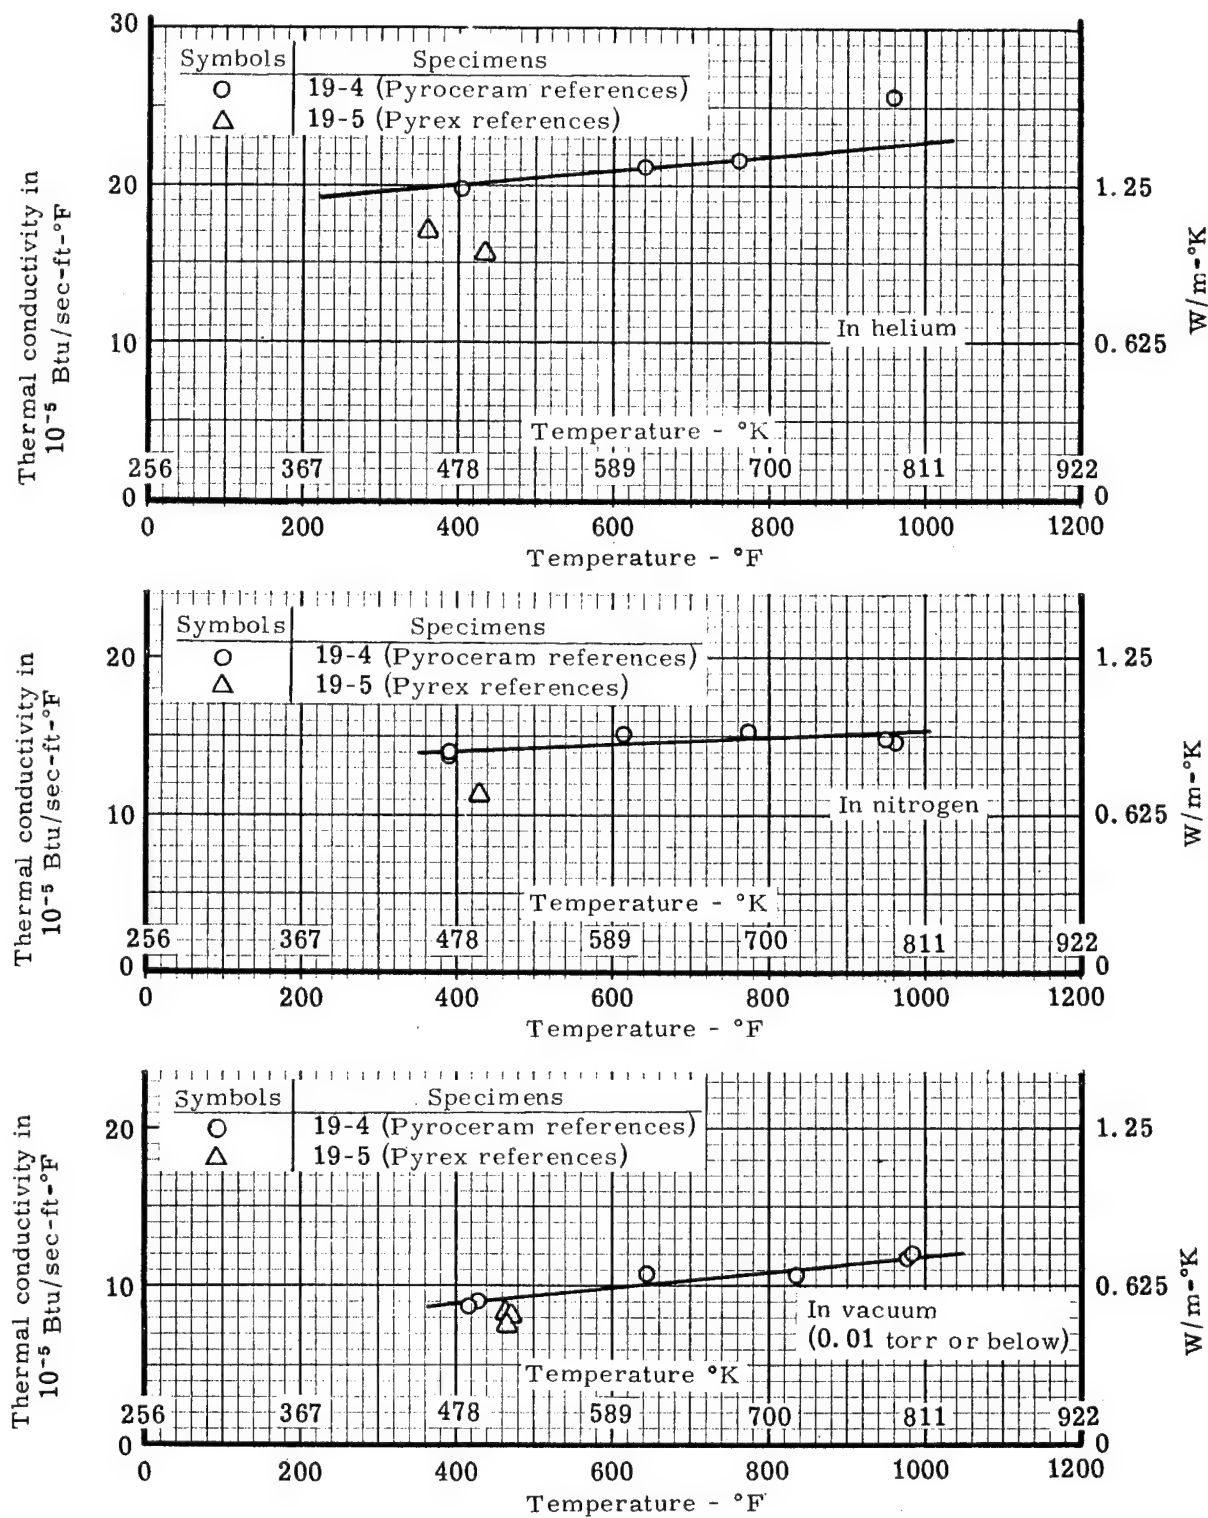 30
Symbols Specimens
19-4 (Pyroceram references)
19-5 (Pyrex references)
20
1.25
10
0.625
In helium
Thermal conductivity in
10⁻⁵ Btu/sec-ft-°F
W/m-°K
Temperature - °K
256 367 478 589 700 811 922
0 0
0 200 400 600 800 1000 1200
Temperature - °F
Symbols Specimens
19-4 (Pyroceram references)
19-5 (Pyrex references)
20
1.25
10
0.625
In nitrogen
Thermal conductivity in
10⁻⁵ Btu/sec-ft-°F
W/m-°K
Temperature - °K
256 367 478 589 700 811 922
0 0
0 200 400 600 800 1000 1200
Temperature - °F
Symbols Specimens
19-4 (Pyroceram references)
19-5 (Pyrex references)
20
1.25
10
0.625
In vacuum
(0.01 torr or below)
Thermal conductivity in
10⁻⁵ Btu/sec-ft-°F
W/m-°K
Temperature °K
256 367 478 589 700 811 922
0 0
0 200 400 600 800 1000 1200
Temperature - °F